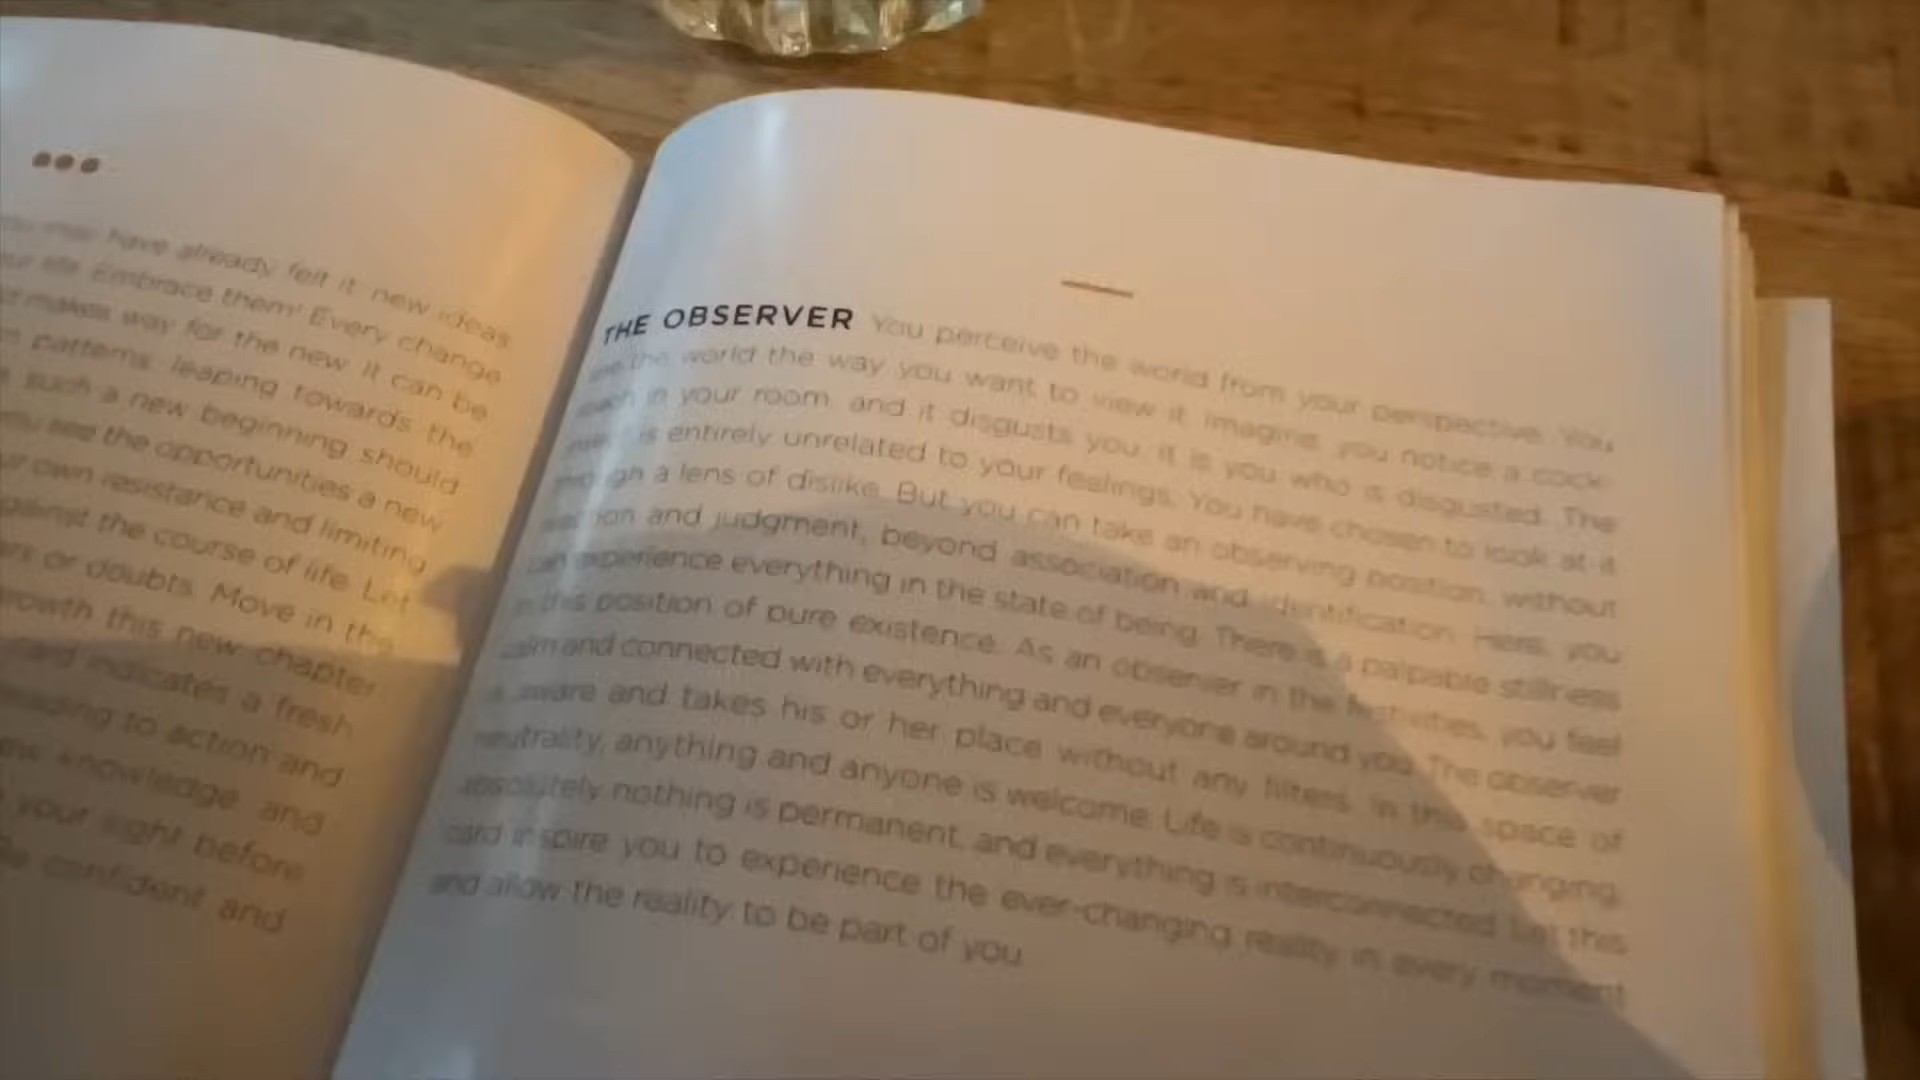 may have already felt it new ideas
life. Embrace them! Every change
makes way for the new. It can be
patterns, leaping towards the
such a new beginning should
see the opportunities a new
own resistance and limiting
the course of life. Let
or doubts. Move in the
this new chapter
card indicates a fresh
to action and
knowledge and
your light before
confident and
THE OBSERVER You perceive the world from your perspective. You
the world the way you want to view it. Imagine, you notice a cock-
roach in your room, and it disgusts you. It is you who is disgusted. The
is entirely unrelated to your feelings. You have chosen to look at it
through a lens of dislike. But you can take an observing position, without
and judgment, beyond association and identification. Here, you
can experience everything in the state of being. There is a palpable stillness
in this position of pure existence. As an observer in the festivities, you feel
calm and connected with everything and everyone around you. The observer
is aware and takes his or her place without any filters. In this space of
neutrality, anything and anyone is welcome. Life is continuously changing,
absolutely nothing is permanent, and everything is interconnected. Let this
card inspire you to experience the ever-changing reality in every moment
and allow the reality to be part of you.